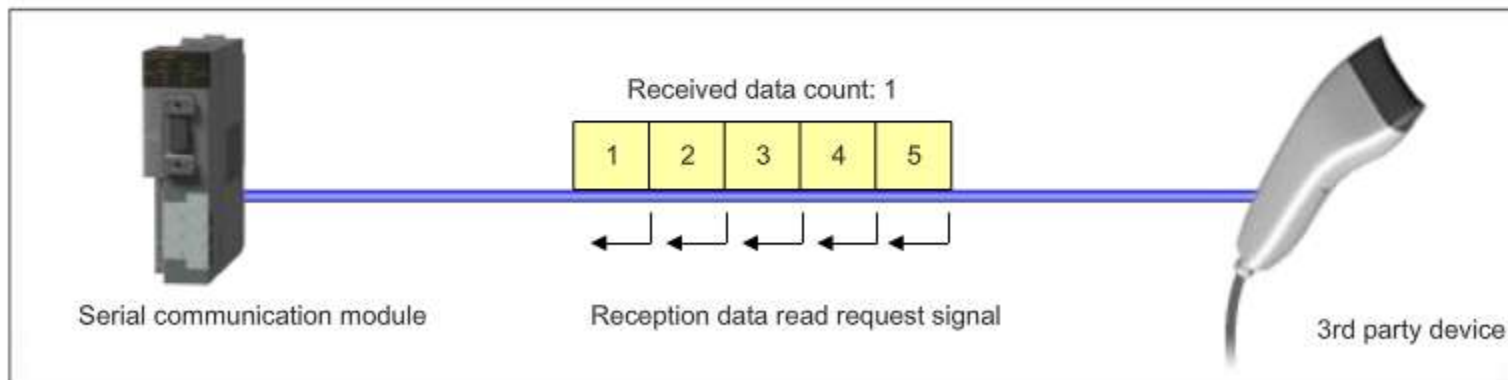 Received data count: 1
1 2 3 4 5
Serial communication module
Reception data read request signal
3rd party device